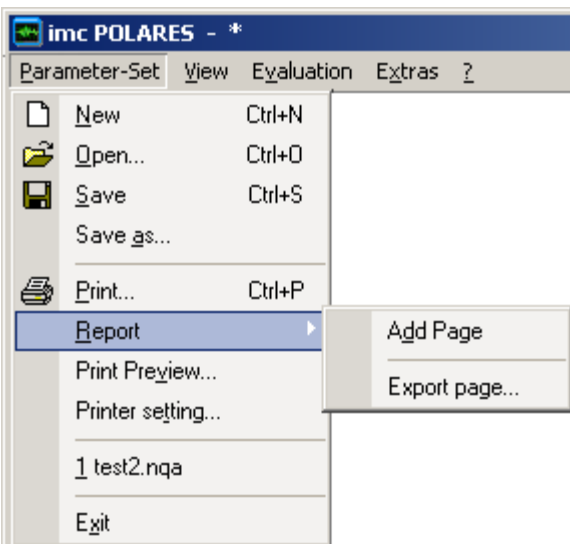 imc POLARES - *
Parameter-Set View Evaluation Extras ?
New Ctrl+N
Open... Ctrl+O
Save Ctrl+S
Save as...
Print... Ctrl+P
Report
Add Page
Export page...
Print Preview...
Printer setting...
1 test2.nqa
Exit